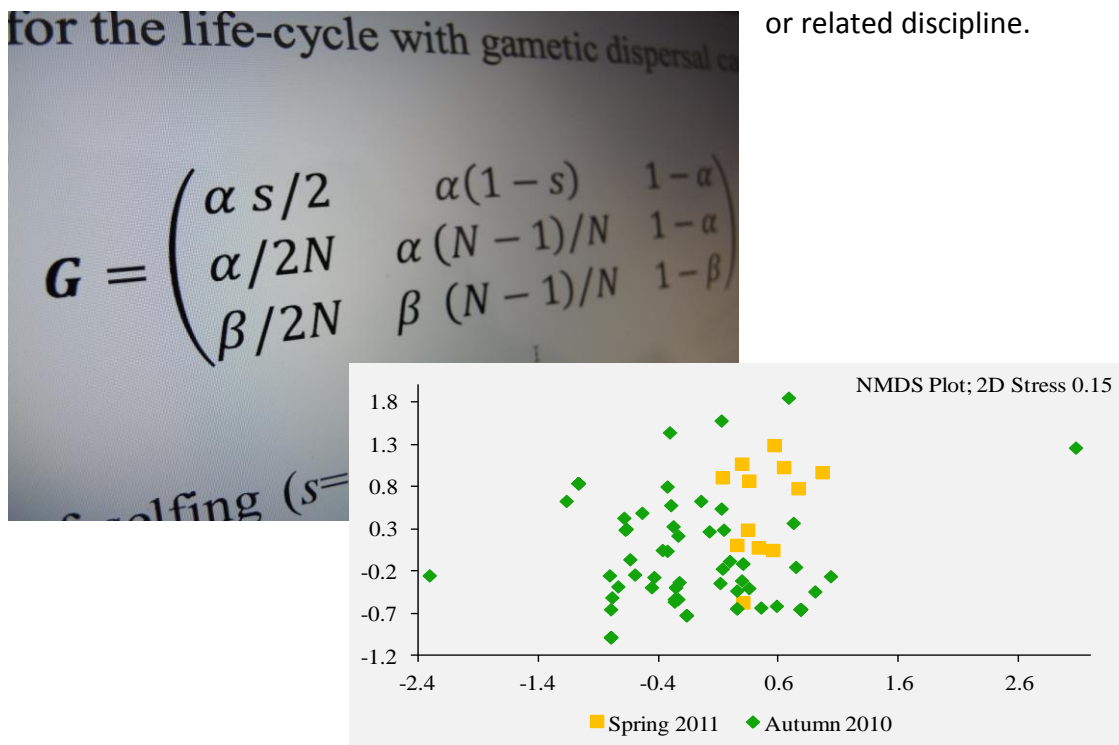 or related discipline.
for the life-cycle with gametic dispersal
G = ( α s/2 α(1 − s) 1 − α
α/2N α (N − 1)/N 1 − α
β/2N β (N − 1)/N 1 − β )
selfing (s=
NMDS Plot; 2D Stress 0.15
1.8
1.3
0.8
0.3
-0.2
-0.7
-1.2
-2.4 -1.4 -0.4 0.6 1.6 2.6
Spring 2011 Autumn 2010